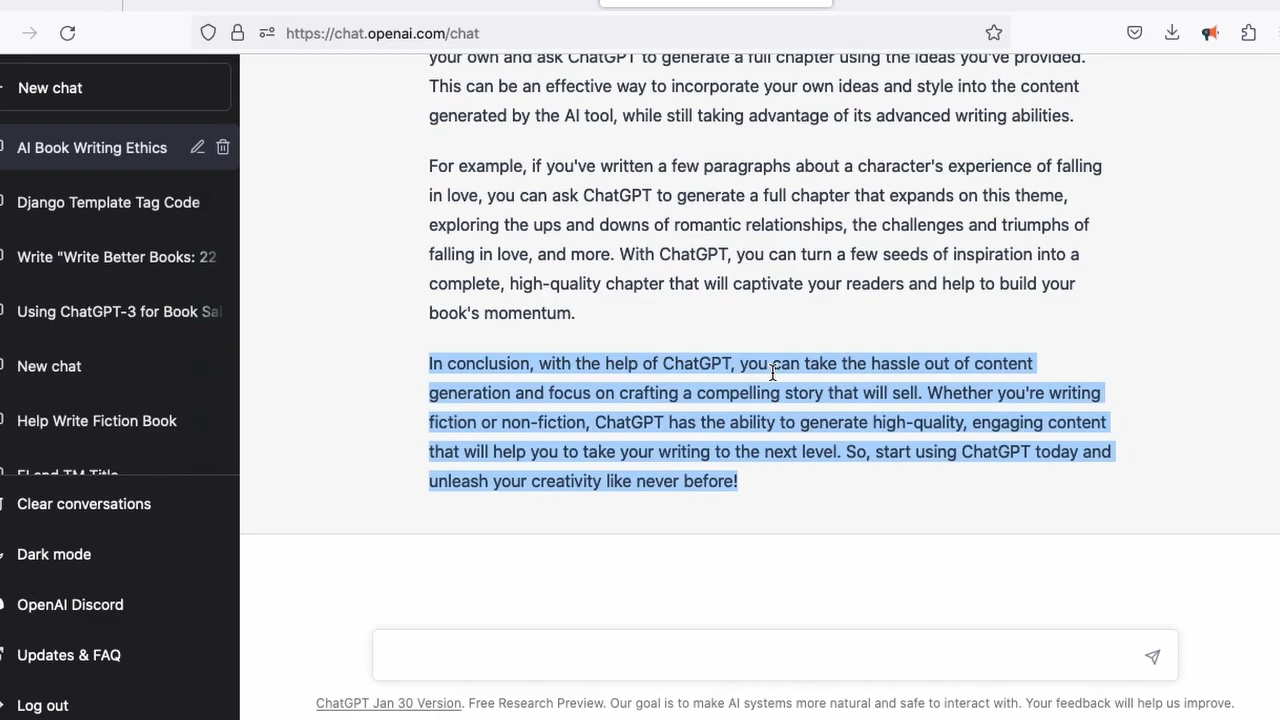 https://chat.openai.com/chat
New chat
AI Book Writing Ethics
Django Template Tag Code
Write "Write Better Books: 22
Using ChatGPT-3 for Book Sal
New chat
Help Write Fiction Book
EI and TM Title
Clear conversations
Dark mode
OpenAI Discord
Updates & FAQ
Log out
your own and ask ChatGPT to generate a full chapter using the ideas you've provided.
This can be an effective way to incorporate your own ideas and style into the content
generated by the AI tool, while still taking advantage of its advanced writing abilities.
For example, if you've written a few paragraphs about a character's experience of falling
in love, you can ask ChatGPT to generate a full chapter that expands on this theme,
exploring the ups and downs of romantic relationships, the challenges and triumphs of
falling in love, and more. With ChatGPT, you can turn a few seeds of inspiration into a
complete, high-quality chapter that will captivate your readers and help to build your
book's momentum.
In conclusion, with the help of ChatGPT, you can take the hassle out of content
generation and focus on crafting a compelling story that will sell. Whether you're writing
fiction or non-fiction, ChatGPT has the ability to generate high-quality, engaging content
that will help you to take your writing to the next level. So, start using ChatGPT today and
unleash your creativity like never before!
ChatGPT Jan 30 Version. Free Research Preview. Our goal is to make AI systems more natural and safe to interact with. Your feedback will help us improve.